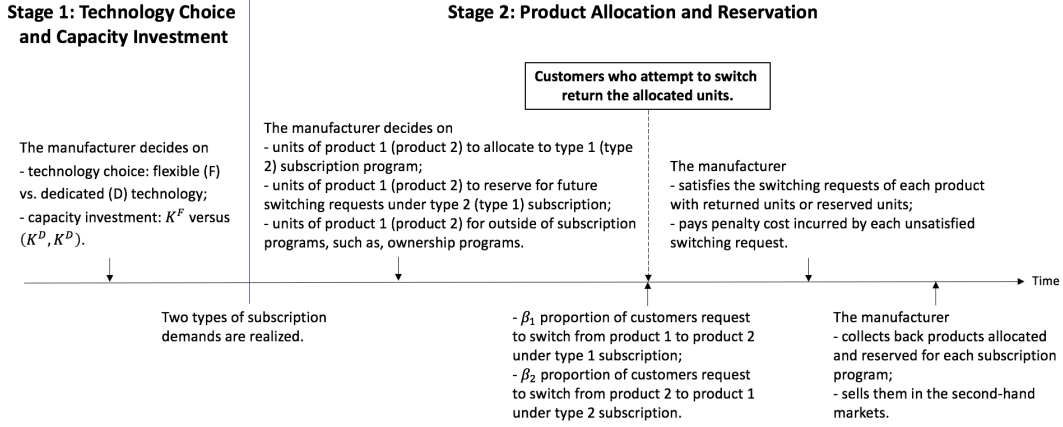 Stage 1: Technology Choice
and Capacity Investment
Stage 2: Product Allocation and Reservation
Customers who attempt to switch
return the allocated units.
The manufacturer decides on
- technology choice: flexible (F)
vs. dedicated (D) technology;
- capacity investment: K^F versus
(K^D, K^D).
The manufacturer decides on
- units of product 1 (product 2) to allocate to type 1 (type
2) subscription program;
- units of product 1 (product 2) to reserve for future
switching requests under type 2 (type 1) subscription;
- units of product 1 (product 2) for outside of subscription
programs, such as, ownership programs.
The manufacturer
- satisfies the switching requests of each product
with returned units or reserved units;
- pays penalty cost incurred by each unsatisfied
switching request.
Time
Two types of subscription
demands are realized.
- β₁ proportion of customers request
to switch from product 1 to product 2
under type 1 subscription;
- β₂ proportion of customers request
to switch from product 2 to product 1
under type 2 subscription.
The manufacturer
- collects back products allocated
and reserved for each subscription
program;
- sells them in the second-hand
markets.